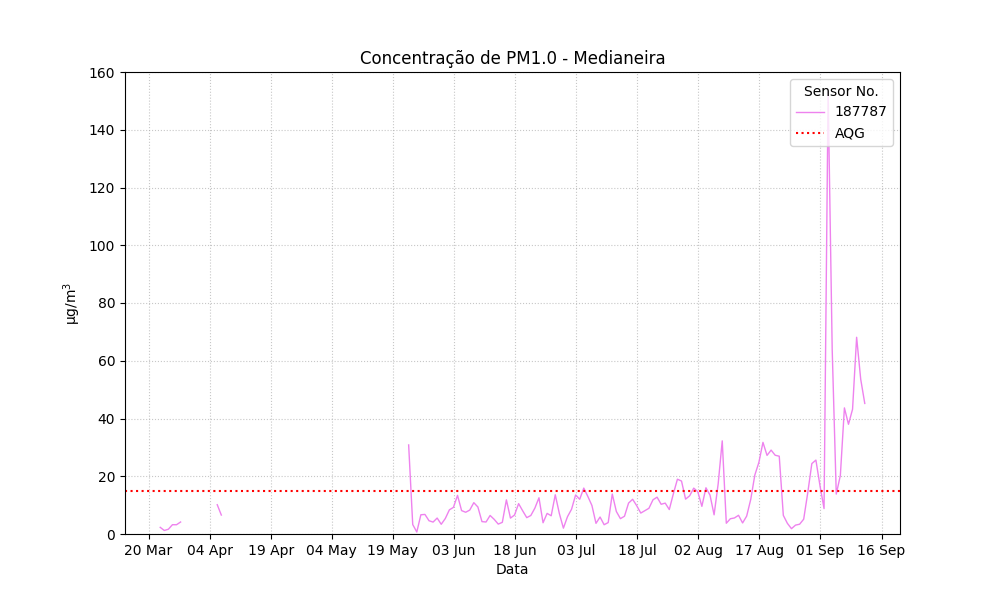 Concentração de PM1.0 - Medianeira
160
140
120
100
80
60
40
20
0
µg/m³
Sensor No.
187787
AQG
20 Mar 04 Apr 19 Apr 04 May 19 May 03 Jun 18 Jun 03 Jul 18 Jul 02 Aug 17 Aug 01 Sep 16 Sep
Data